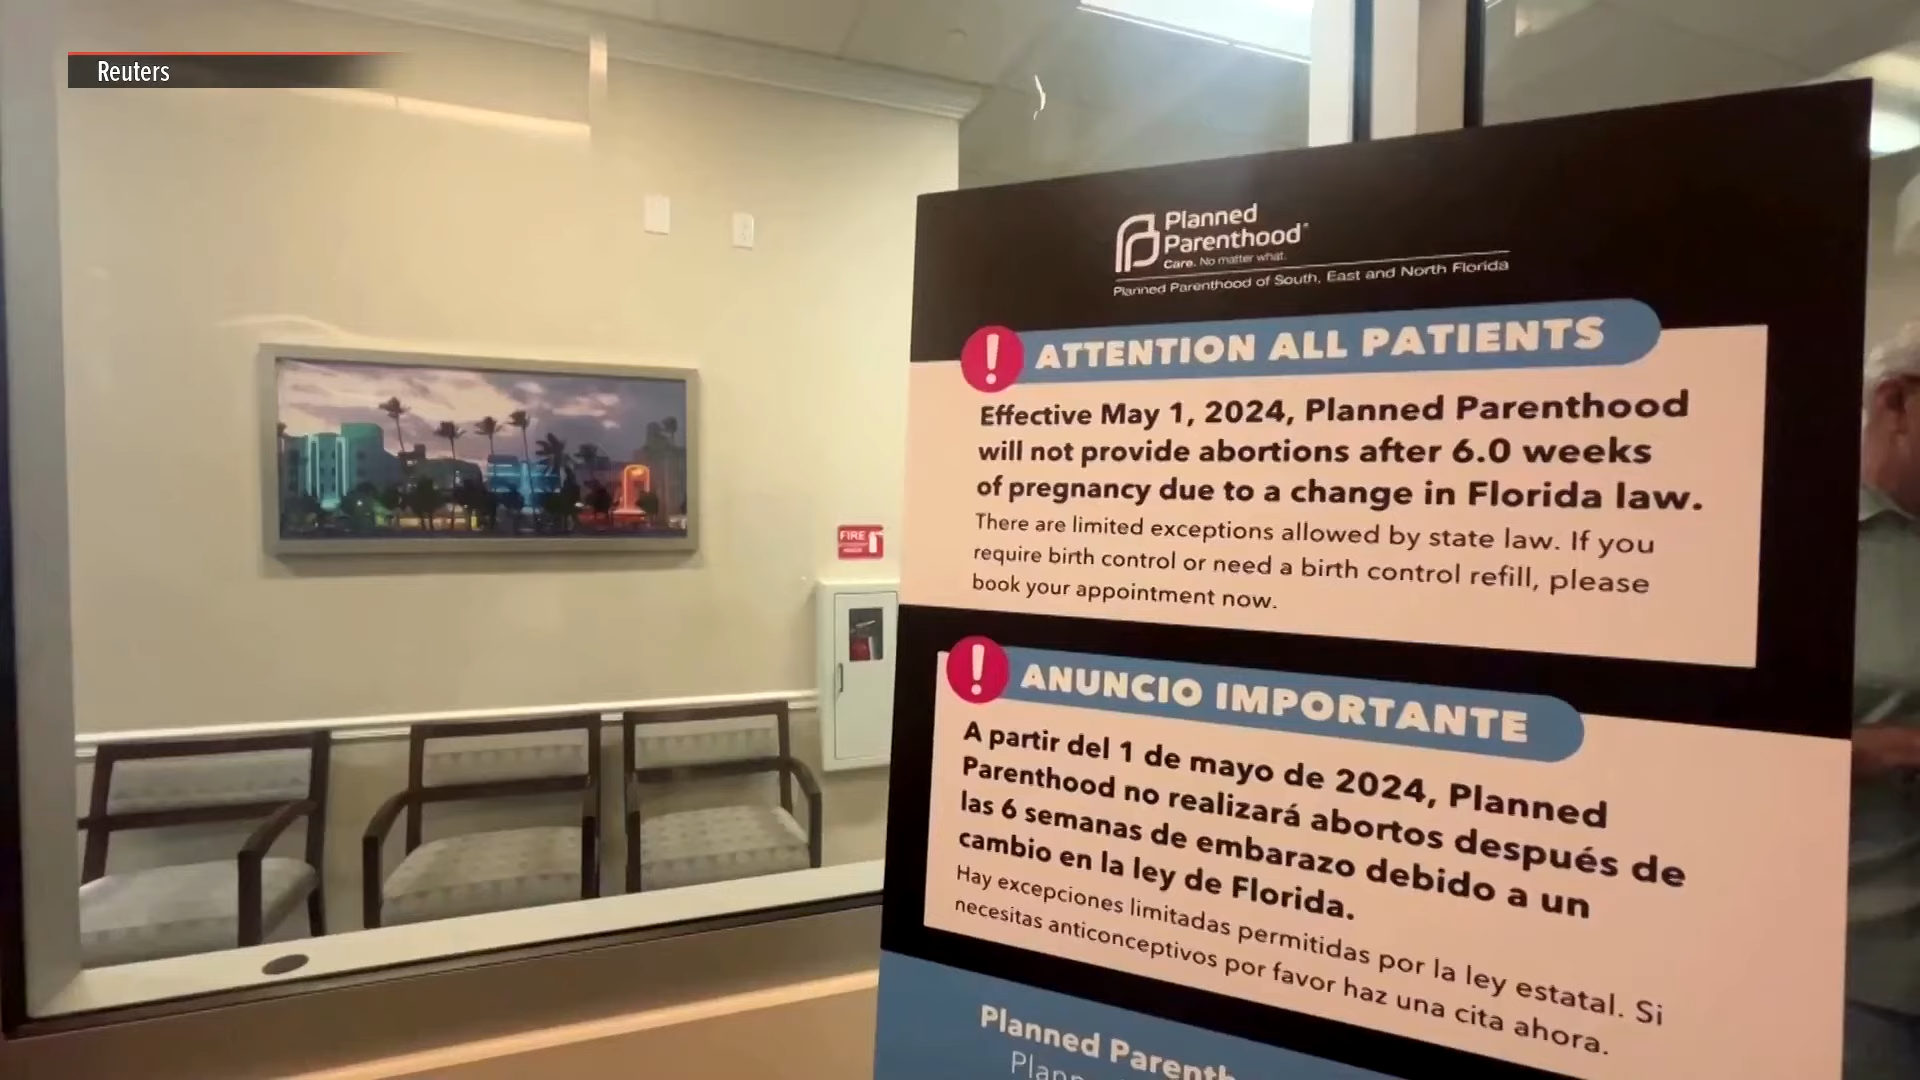 Reuters
Planned
Parenthood®
Care. No matter what.
Planned Parenthood of South, East and North Florida
! ATTENTION ALL PATIENTS
Effective May 1, 2024, Planned Parenthood
will not provide abortions after 6.0 weeks
of pregnancy due to a change in Florida law.
There are limited exceptions allowed by state law. If you
require birth control or need a birth control refill, please
book your appointment now.
FIRE
! ANUNCIO IMPORTANTE
A partir del 1 de mayo de 2024, Planned
Parenthood no realizará abortos después de
las 6 semanas de embarazo debido a un
cambio en la ley de Florida.
Hay excepciones limitadas permitidas por la ley estatal. Si
necesitas anticonceptivos por favor haz una cita ahora.
Planned